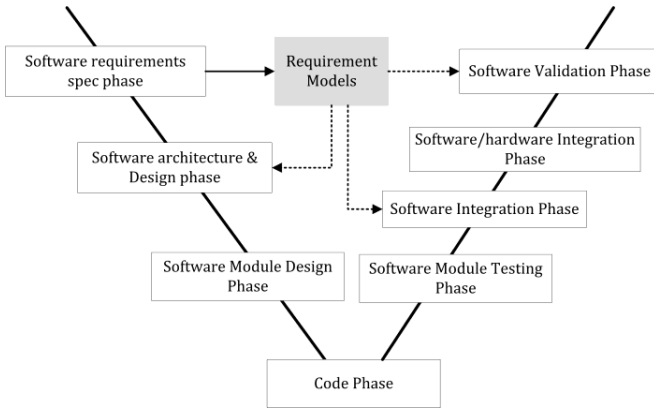 Software requirements
spec phase
Requirement
Models
Software Validation Phase
Software architecture &
Design phase
Software/hardware Integration
Phase
Software Integration Phase
Software Module Design
Phase
Software Module Testing
Phase
Code Phase